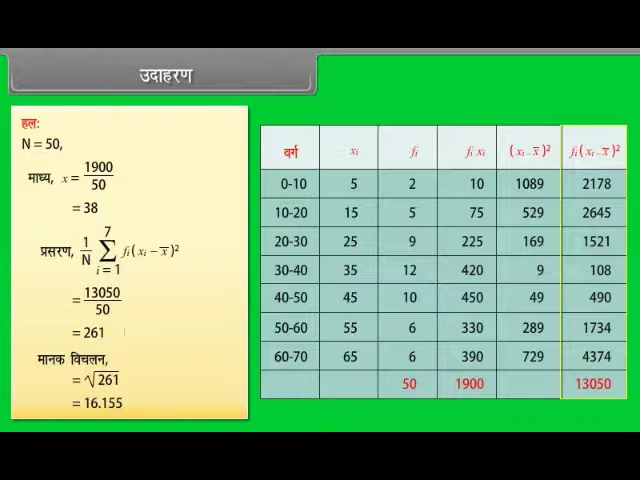 उदाहरण
हलः
N = 50,
माध्य, x = 1900/50
= 38
प्रसरण, 1/N ∑ i = 1 7 fi ( xi – x̄ )²
= 13050/50
= 261
मानक विचलन,
= √261
= 16.155
वर्ग xi fi fi xi (xi – x̄)² fi (xi – x̄)²
0-10 5 2 10 1089 2178
10-20 15 5 75 529 2645
20-30 25 9 225 169 1521
30-40 35 12 420 9 108
40-50 45 10 450 49 490
50-60 55 6 330 289 1734
60-70 65 6 390 729 4374
50 1900 13050